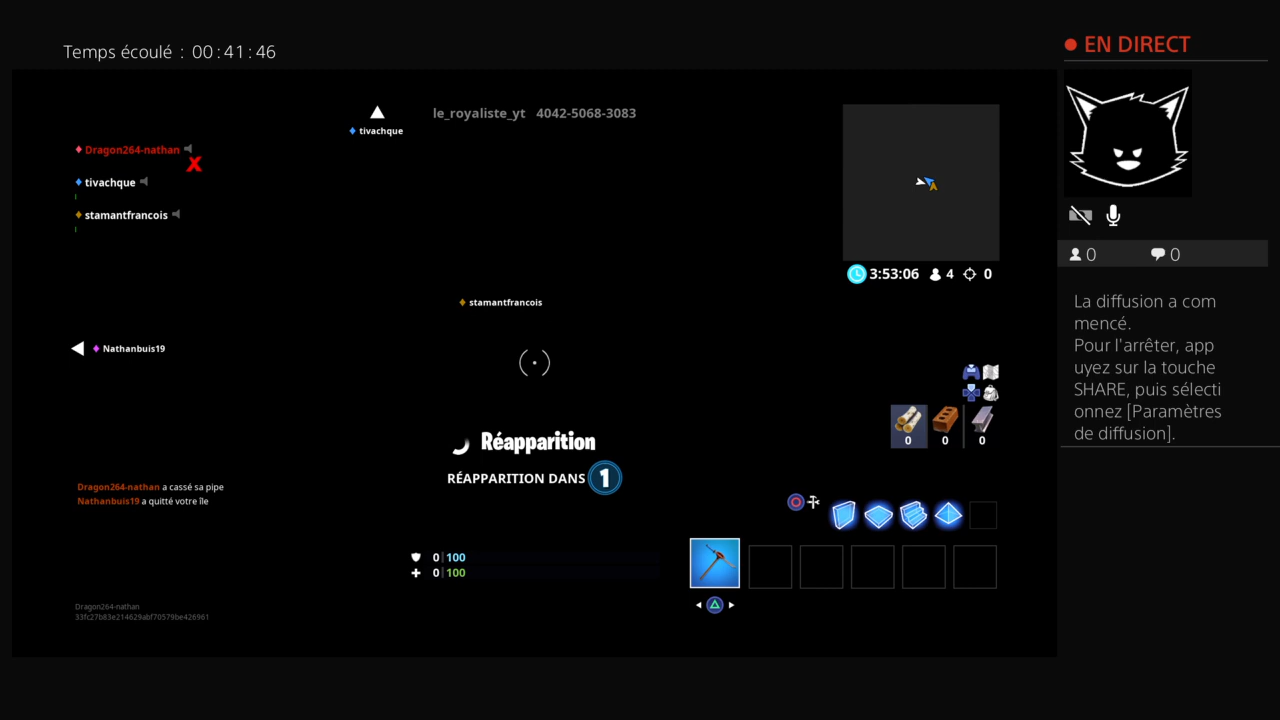 Temps écoulé : 00:41:46
EN DIRECT
le_royaliste_yt 4042-5068-3083
tivachque
Dragon264-nathan
tivachque
stamantfrancois
3:53:06 4 0
0 0
La diffusion a com
mencé.
Pour l'arrêter, app
uyez sur la touche
SHARE, puis sélecti
onnez [Paramètres
de diffusion].
stamantfrancois
Nathanbuis19
0 0 0
Réapparition
RÉAPPARITION DANS 1
Dragon264-nathan a cassé sa pipe
Nathanbuis19 a quitté votre île
0 | 100
0 | 100
Dragon264-nathan
33fc27b83e214629abf70579be426961